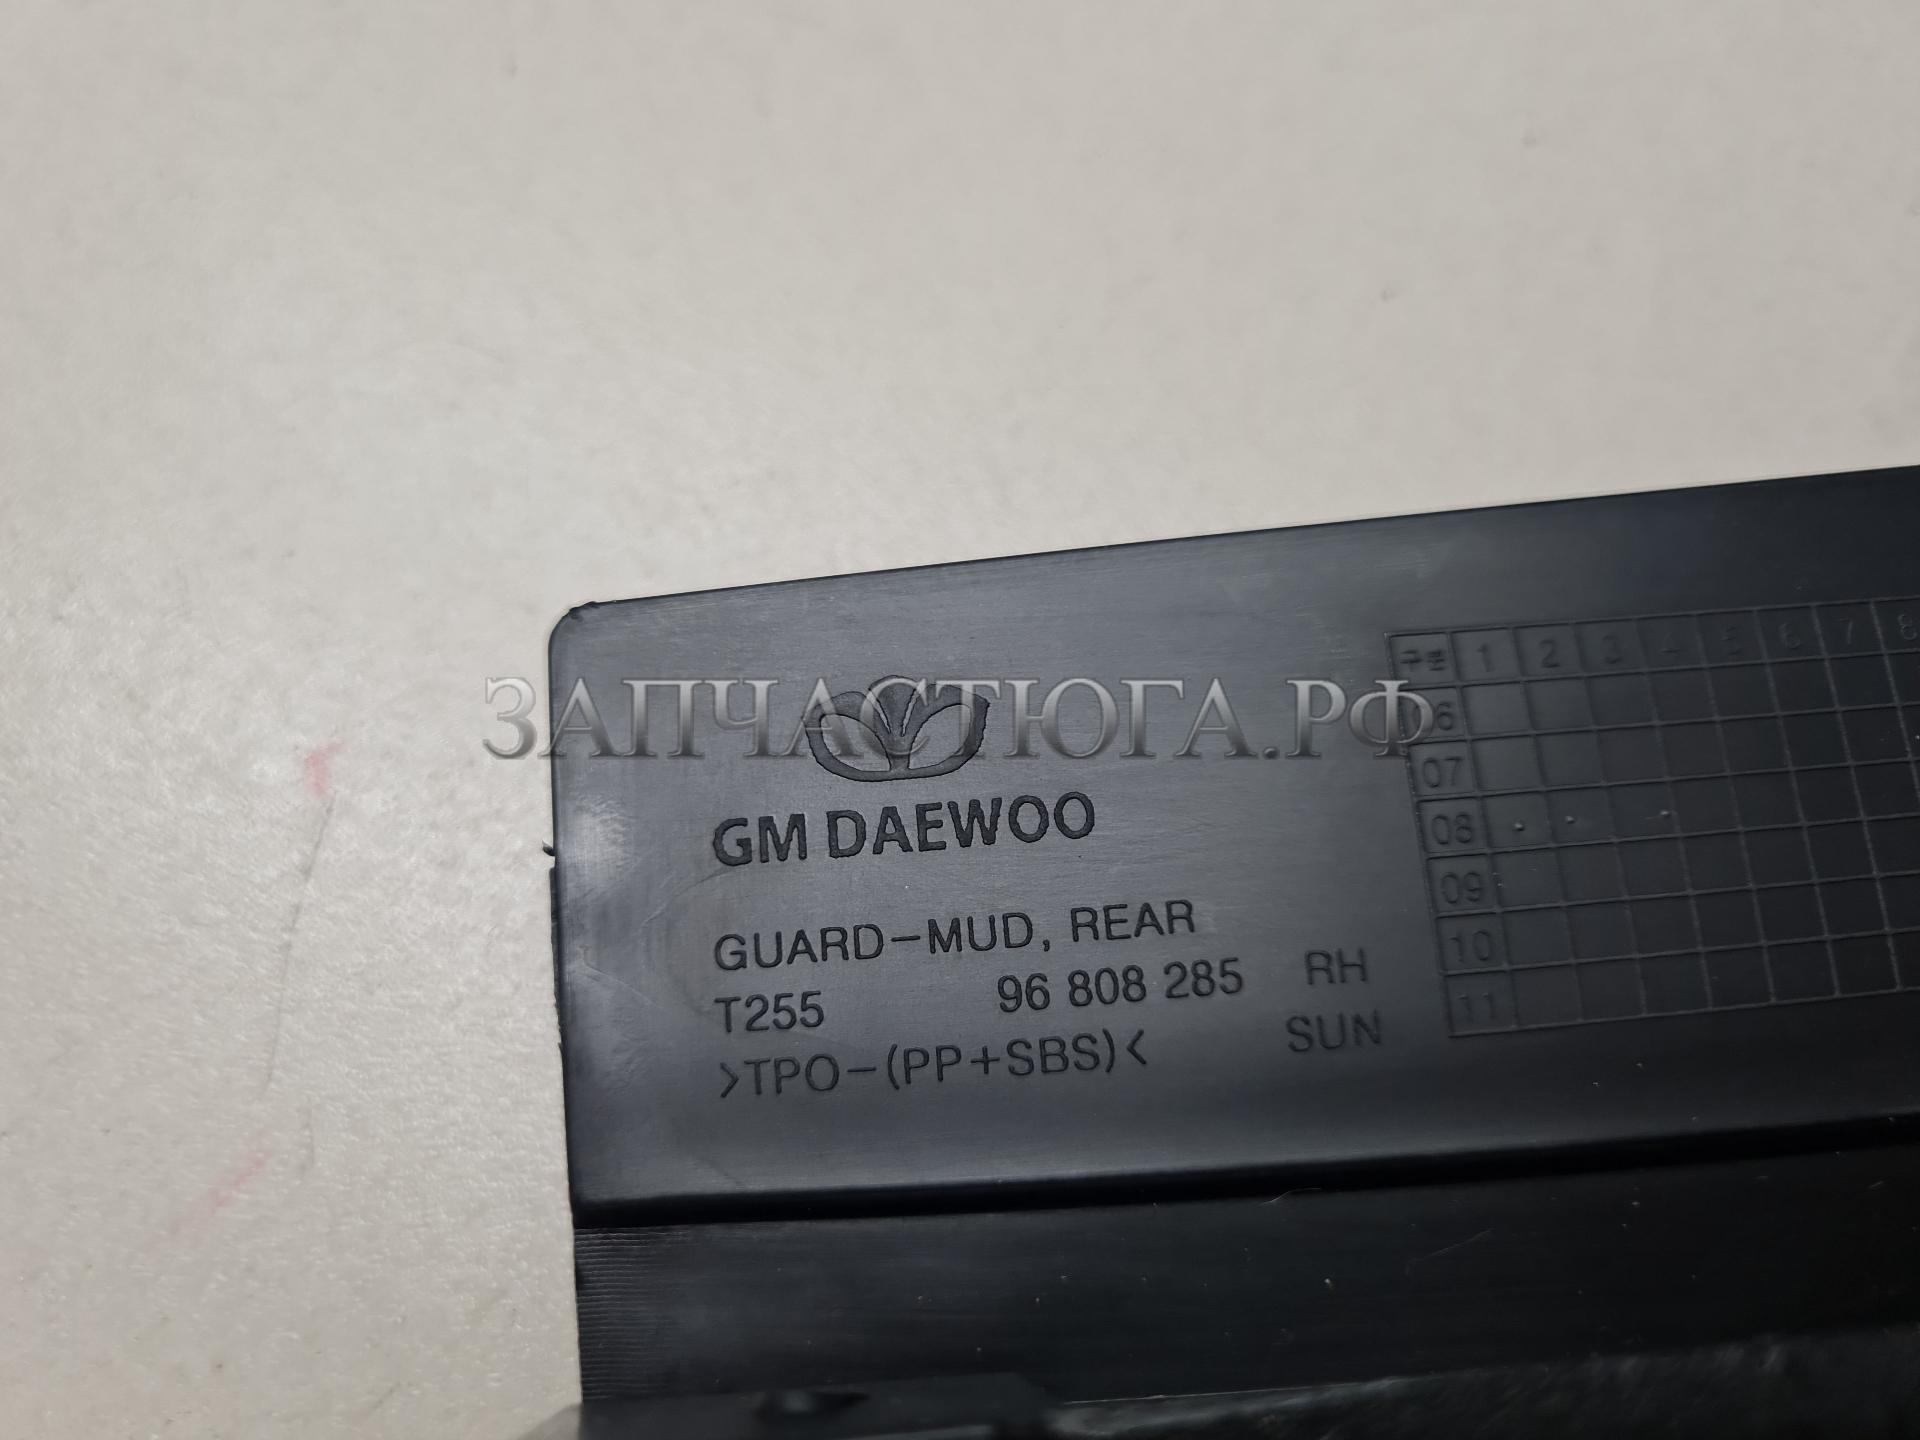 ЗАПЧАСТЮГА.РФ
GM DAEWOO
GUARD-MUD, REAR
T255 96 808 285 RH
>TPO-(PP+SBS)< SUN
구분 1 2 3 4 5 6 7 8
06
07
08
09
10
11